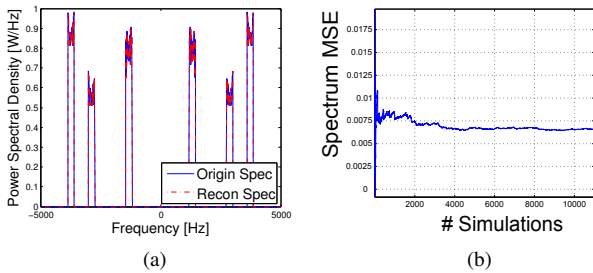 Power Spectral Density [W/Hz]
1
0.9
0.8
0.7
0.6
0.5
0.4
0.3
0.2
0.1
0
−5000 0 5000
Frequency [Hz]
Origin Spec
Recon Spec
(a)
Spectrum MSE
0.0175
0.015
0.0125
0.01
0.0075
0.005
0.0025
0
2000 4000 6000 8000 10000
# Simulations
(b)